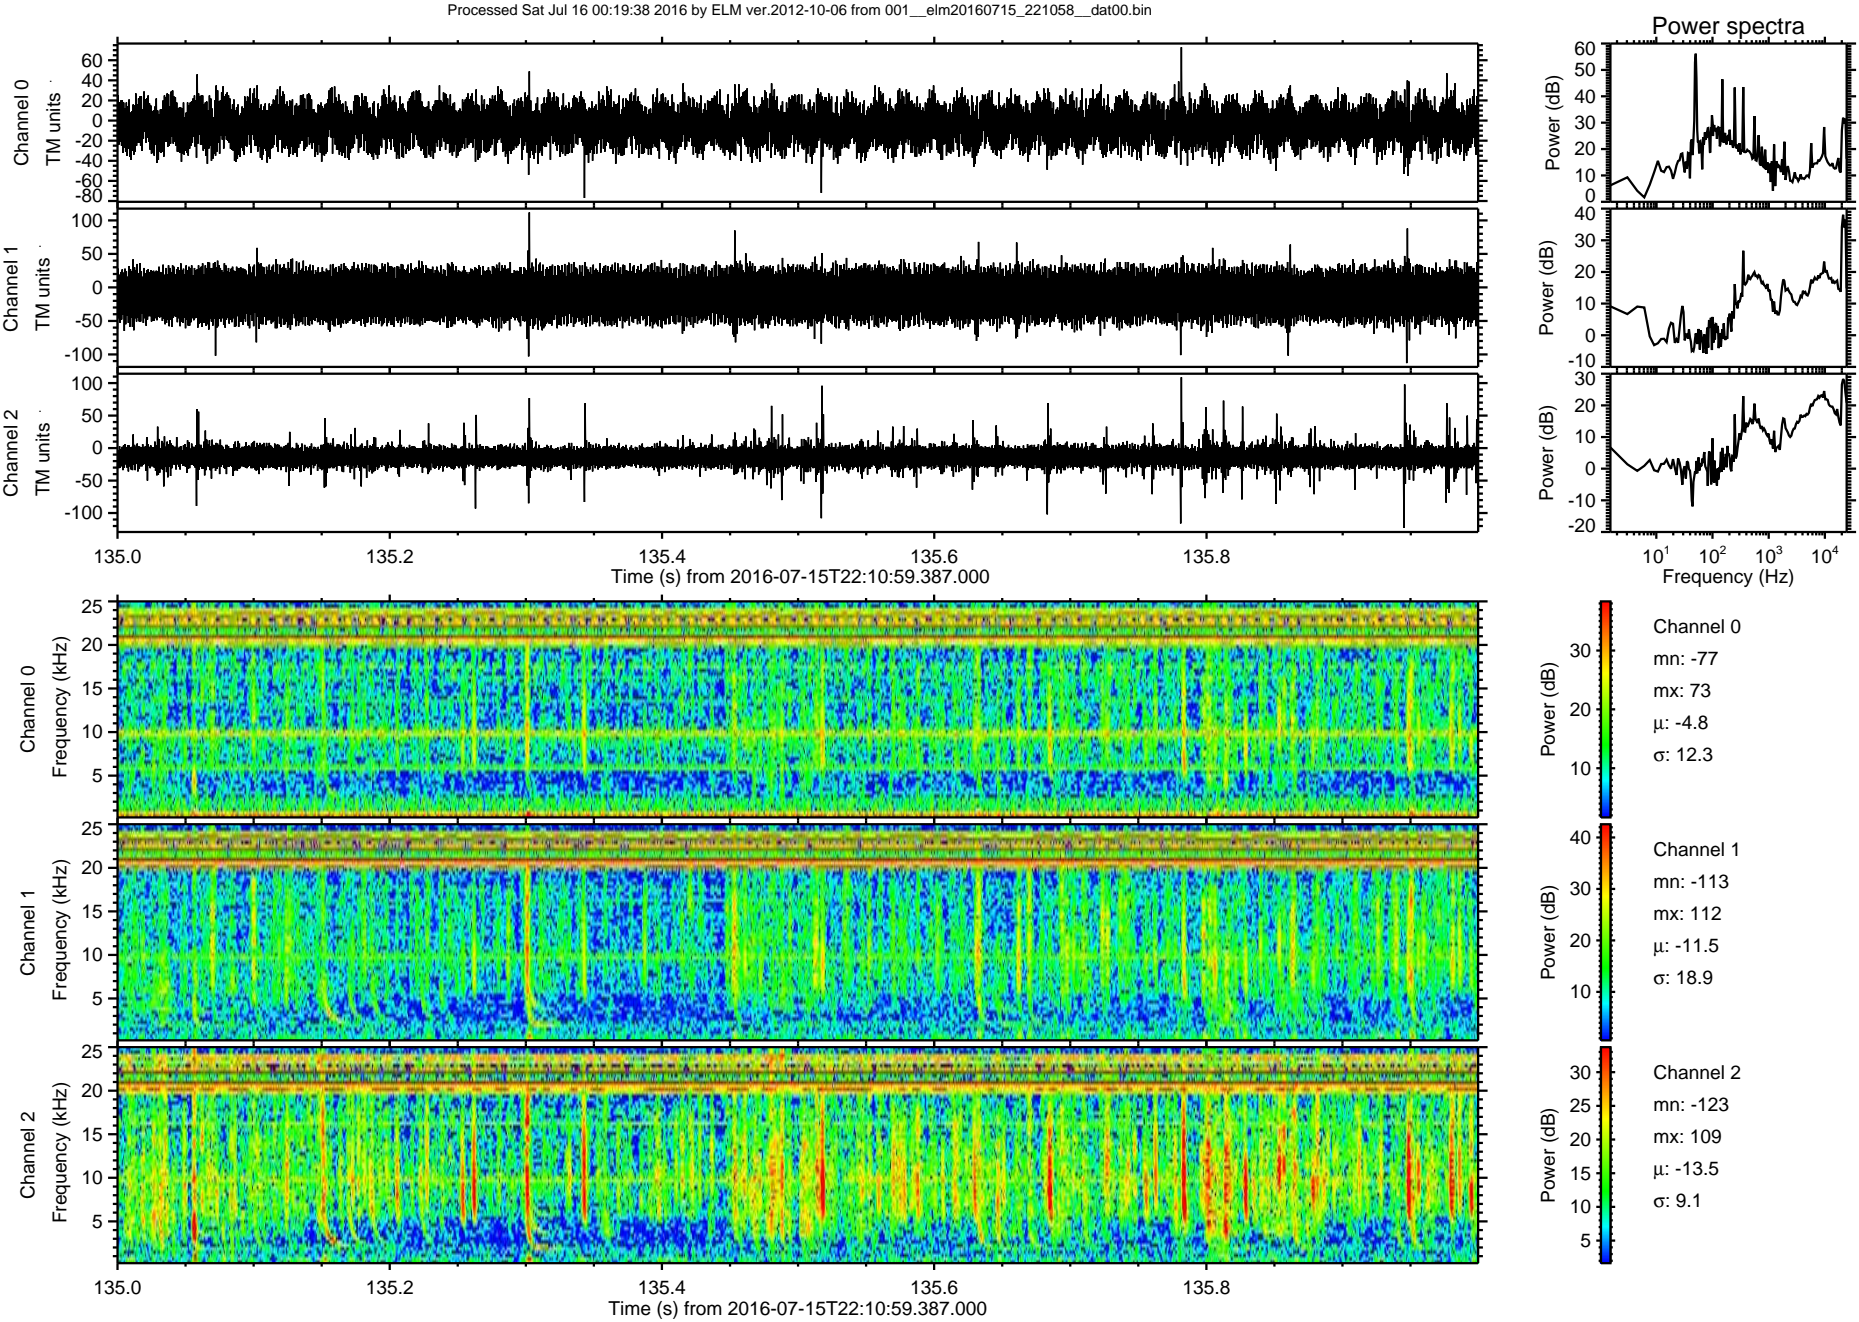 Processed Sat Jul 16 00:19:38 2016 by ELM ver.2012-10-06 from 001__elm20160715_221058__dat00.bin
Power spectra
Channel 0
TM units
60
40
20
0
-20
-40
-60
-80
Power (dB)
60
50
40
30
20
10
0
Channel 1
TM units
100
50
0
-50
-100
Power (dB)
40
30
20
10
0
-10
Channel 2
TM units
100
50
0
-50
-100
Power (dB)
30
20
10
0
-10
-20
135.0 135.2 135.4 135.6 135.8
Time (s) from 2016-07-15T22:10:59.387.000
10¹ 10² 10³ 10⁴
Frequency (Hz)
Channel 0
Frequency (kHz)
25
20
15
10
5
Power (dB)
30
20
10
Channel 0
mn: -77
mx: 73
μ: -4.8
σ: 12.3
Channel 1
Frequency (kHz)
25
20
15
10
5
Power (dB)
40
30
20
10
Channel 1
mn: -113
mx: 112
μ: -11.5
σ: 18.9
Channel 2
Frequency (kHz)
25
20
15
10
5
Power (dB)
30
25
20
15
10
5
Channel 2
mn: -123
mx: 109
μ: -13.5
σ: 9.1
135.0 135.2 135.4 135.6 135.8
Time (s) from 2016-07-15T22:10:59.387.000